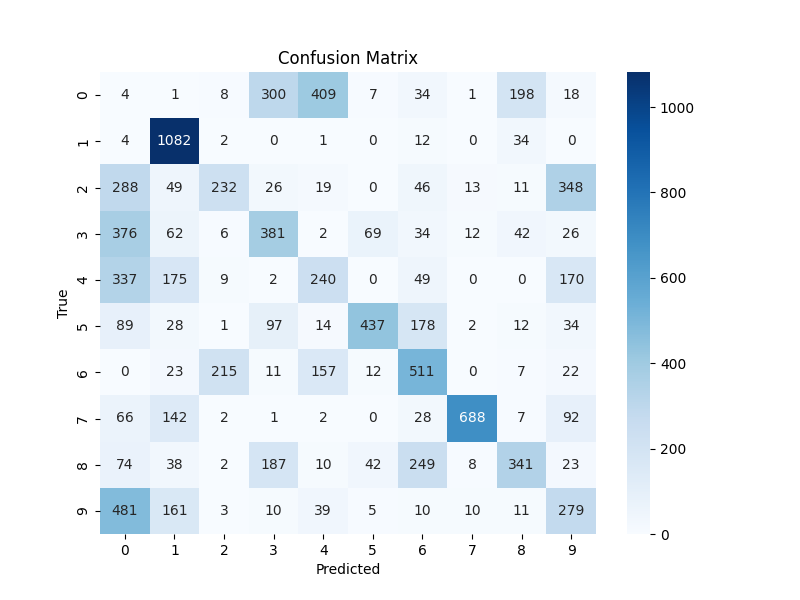 Confusion Matrix
0 4 1 8 300 409 7 34 1 198 18
1 4 1082 2 0 1 0 12 0 34 0
2 288 49 232 26 19 0 46 13 11 348
3 376 62 6 381 2 69 34 12 42 26
4 337 175 9 2 240 0 49 0 0 170
5 89 28 1 97 14 437 178 2 12 34
6 0 23 215 11 157 12 511 0 7 22
7 66 142 2 1 2 0 28 688 7 92
8 74 38 2 187 10 42 249 8 341 23
9 481 161 3 10 39 5 10 10 11 279
0 1 2 3 4 5 6 7 8 9
Predicted
True
1000
800
600
400
200
0